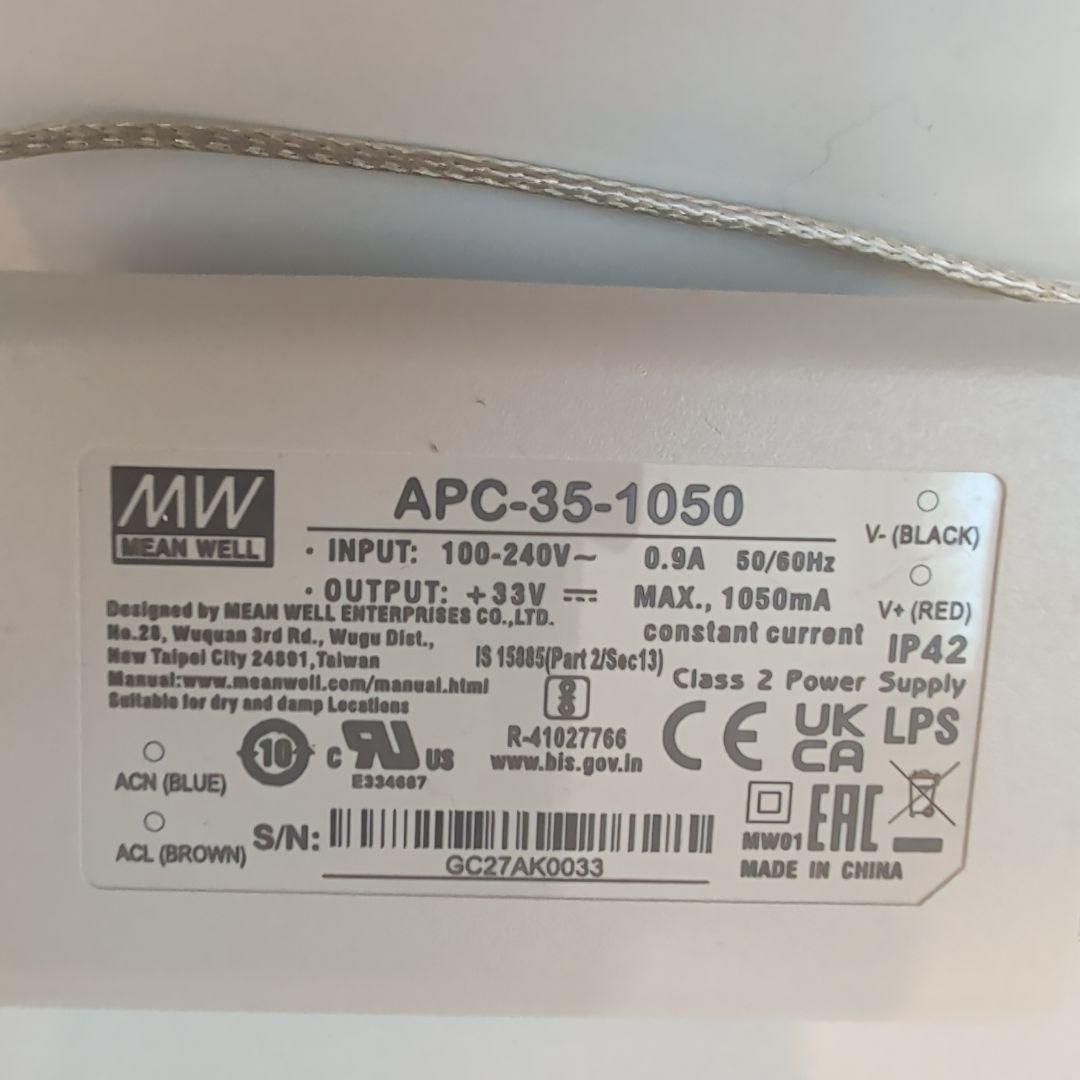 MW
MEAN WELL
APC-35-1050
• INPUT: 100-240V~ 0.9A 50/60Hz
• OUTPUT: +33V MAX., 1050mA
constant current
Class 2 Power Supply
V- (BLACK)
V+ (RED)
IP42
Designed by MEAN WELL ENTERPRISES CO.,LTD.
No.28, Wuquan 3rd Rd., Wugu Dist.,
New Taipei City 24891,Taiwan
Manual:www.meanwell.com/manual.html
Suitable for dry and damp Locations
IS 15885(Part 2/Sec13)
R-41027766
www.bis.gov.in
10
c RU US
E334687
CE
UK
CA
LPS
ACN (BLUE)
ACL (BROWN)
S/N:
GC27AK0033
MW01
EAC
MADE IN CHINA